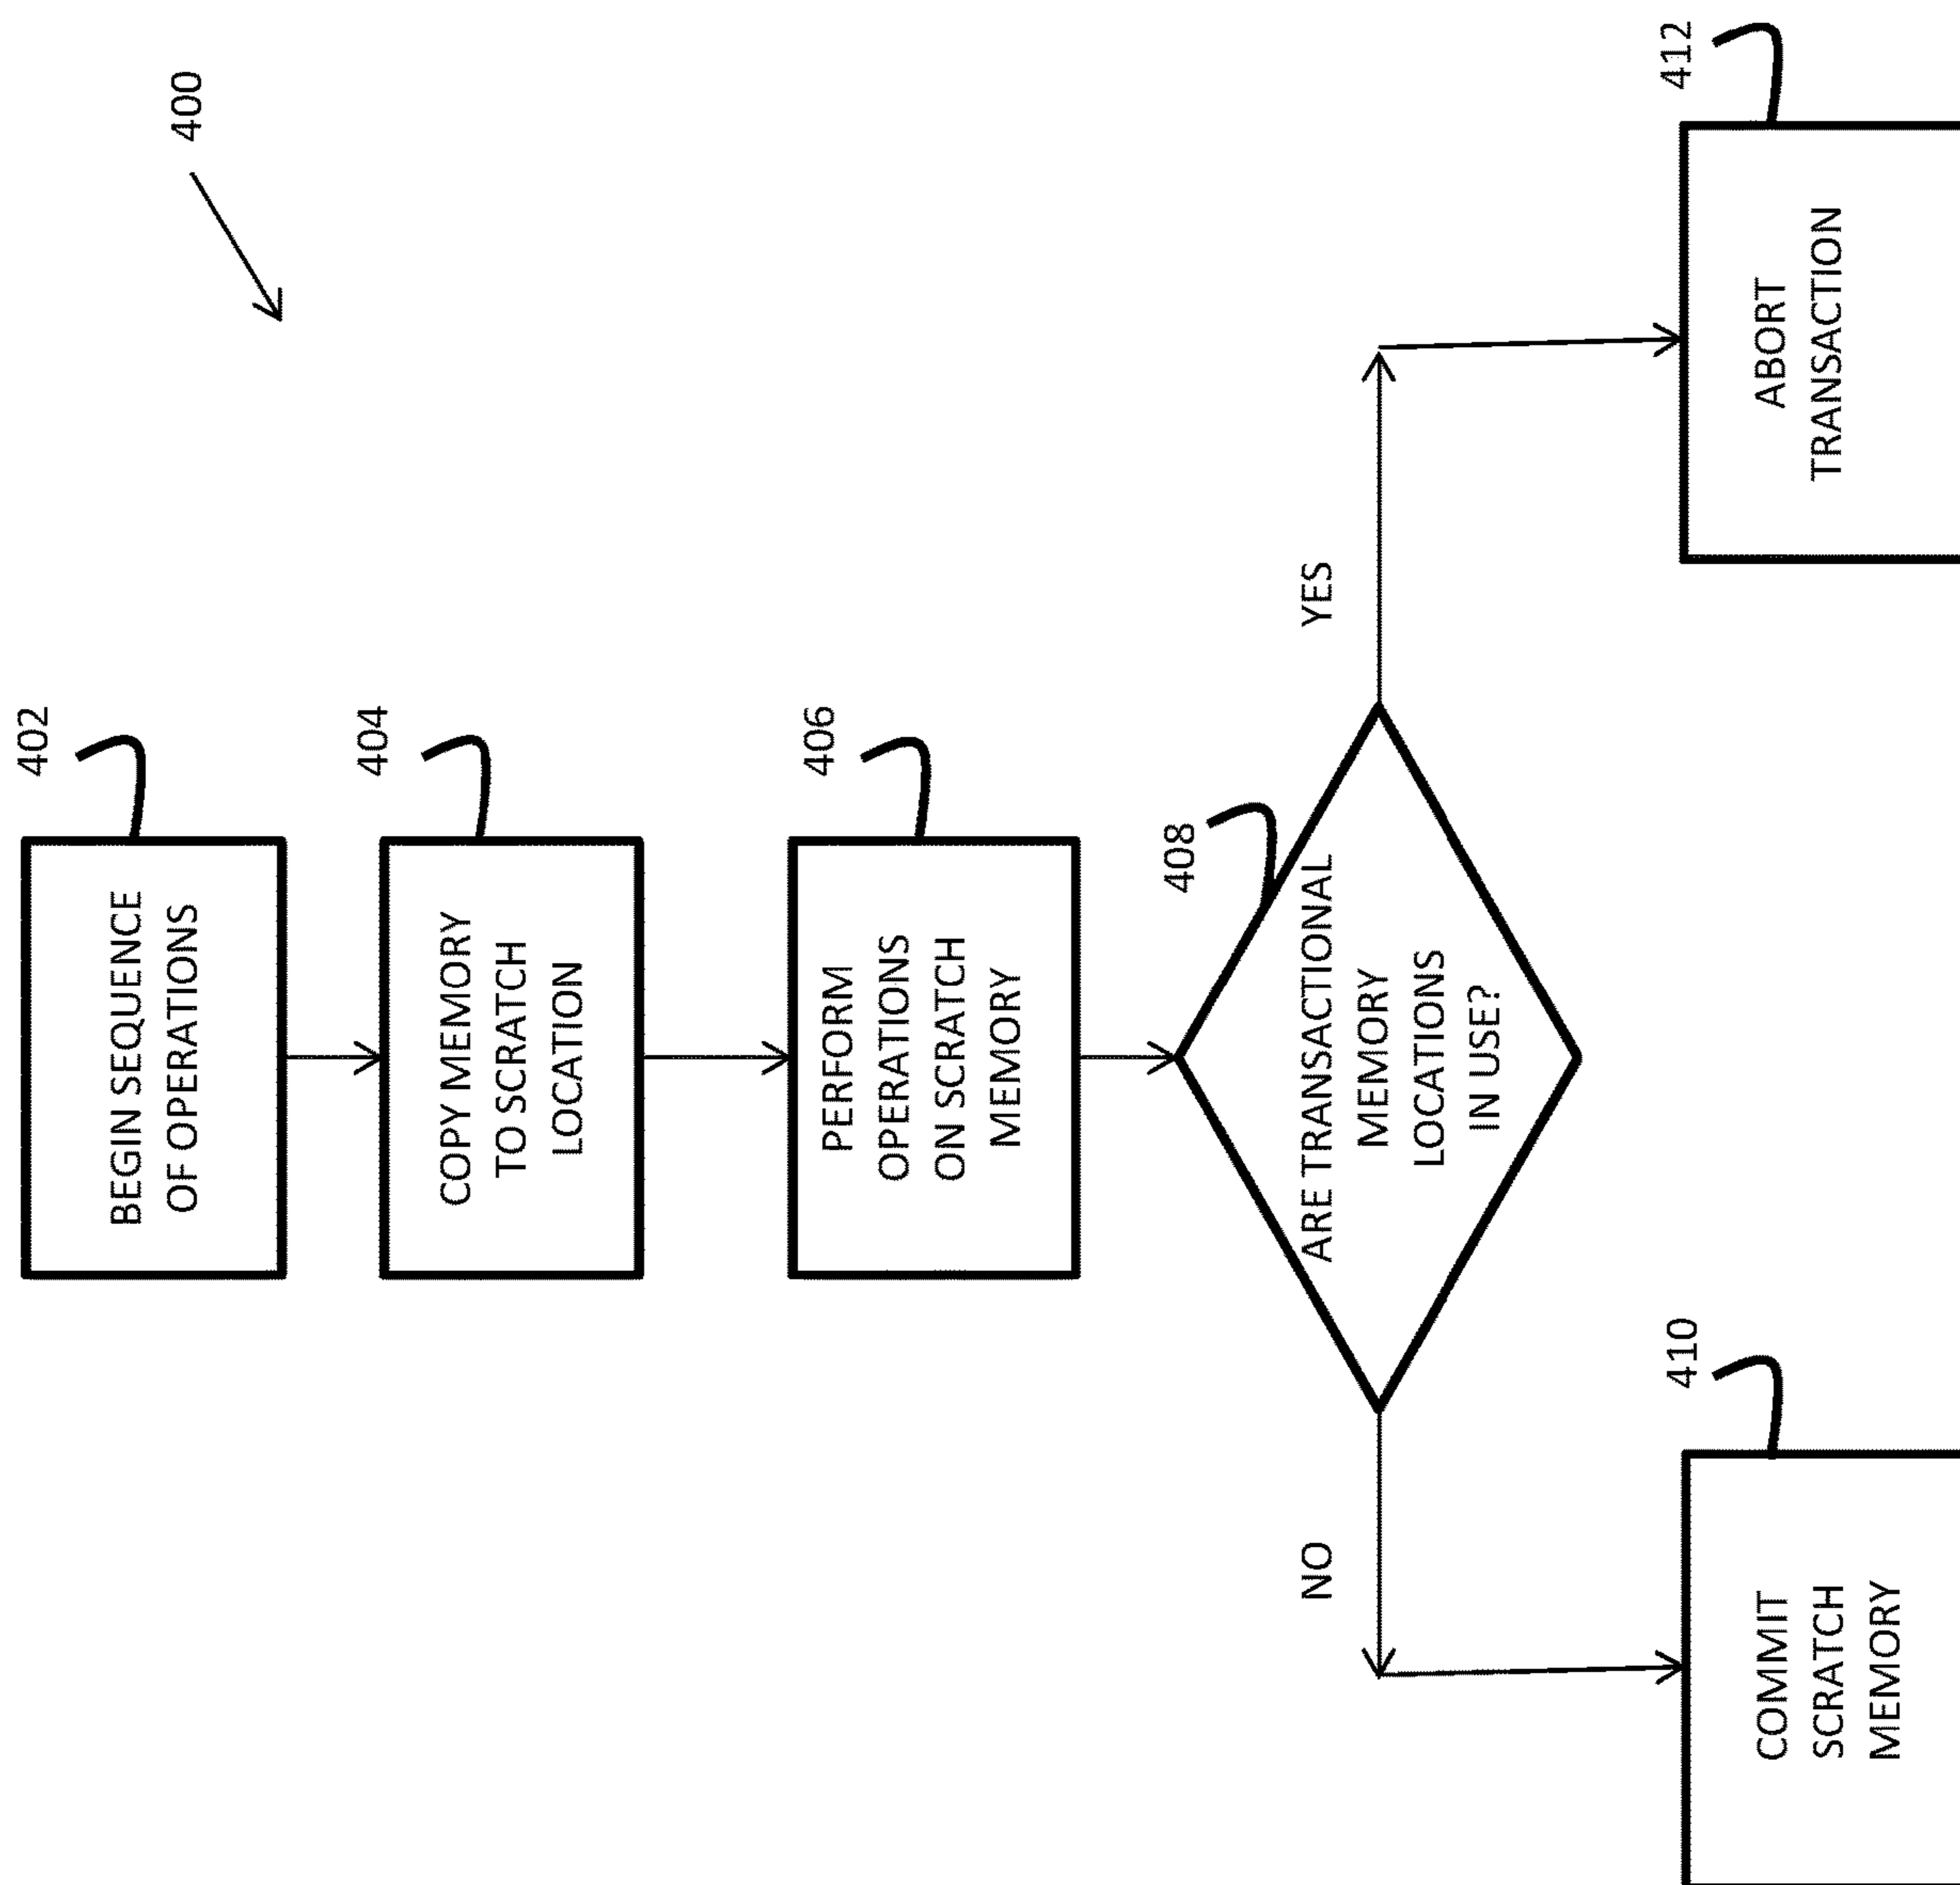 400
402
BEGIN SEQUENCE
OF OPERATIONS
404
COPY MEMORY
TO SCRATCH
LOCATION
406
PERFORM
OPERATIONS
ON SCRATCH
MEMORY
408
ARE TRANSACTIONAL
MEMORY
LOCATIONS
IN USE?
NO
YES
410
COMMIT
SCRATCH
MEMORY
412
ABORT
TRANSACTION